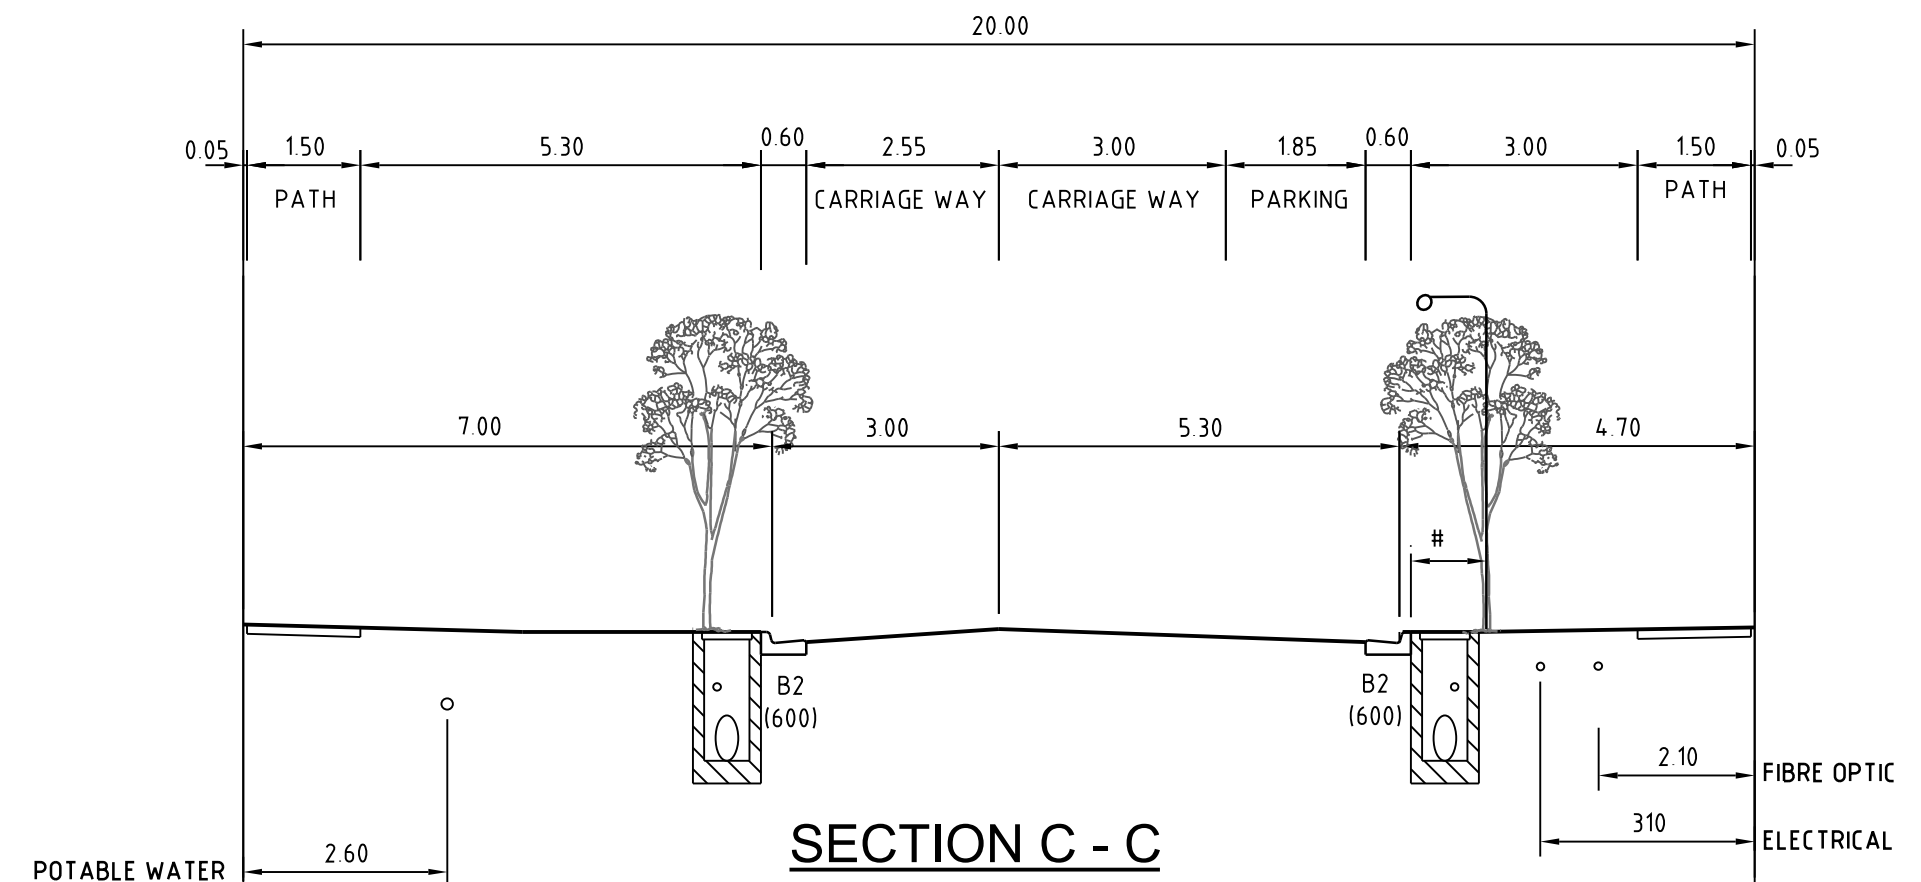 20.00
0.05 1.50 5.30 0.60 2.55 3.00 1.85 0.60 3.00 1.50 0.05
PATH CARRIAGE WAY CARRIAGE WAY PARKING PATH
7.00 3.00 5.30 4.70
#
B2 B2
(600) (600)
2.10 FIBRE OPTIC
310 ELECTRICAL
SECTION C - C
2.60
POTABLE WATER